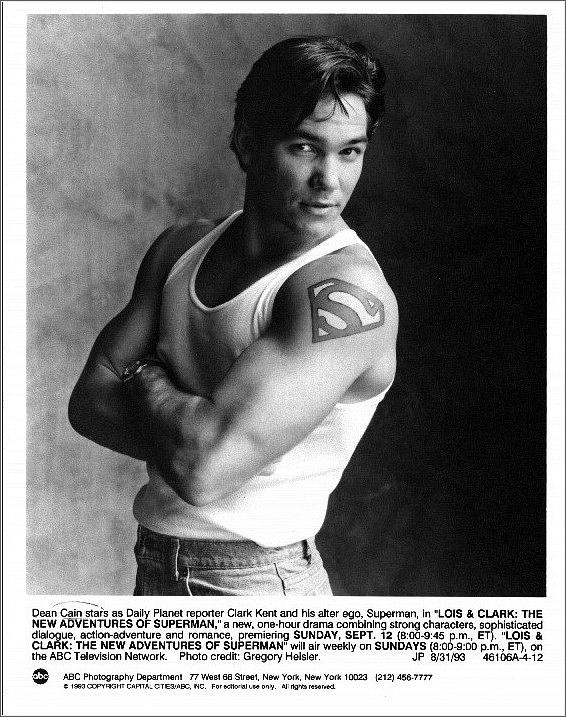 Dean Cain stars as Daily Planet reporter Clark Kent and his alter ego, Superman, in "LOIS & CLARK: THE
NEW ADVENTURES OF SUPERMAN," a new, one-hour drama combining strong characters, sophisticated
dialogue, action-adventure and romance, premiering SUNDAY, SEPT. 12 (8:00-9:45 p.m., ET). "LOIS &
CLARK: THE NEW ADVENTURES OF SUPERMAN" will air weekly on SUNDAYS (8:00-9:00 p.m., ET), on
the ABC Television Network. Photo credit: Gregory Heisler. JP 8/31/93 46106A-4-12
abc ABC Photography Department 77 West 66 Street, New York, New York 10023 (212) 456-7777
© 1993 COPYRIGHT CAPITAL CITIES/ABC, INC. For editorial use only. All rights reserved.
S